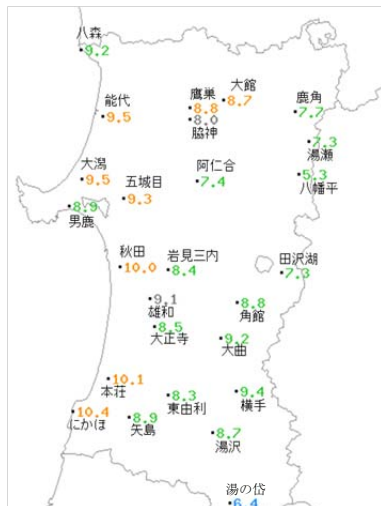 八森
9.2
能代
9.5
鷹巣
8.8
8.0
脇神
大館
8.7
鹿角
7.7
7.3
湯瀬
5.3
八幡平
大潟
9.5
五城目
9.3
阿仁合
7.4
8.9
男鹿
秋田
10.0
岩見三内
8.4
田沢湖
7.3
9.1
雄和
8.5
大正寺
8.8
角館
9.2
大曲
10.1
本荘
8.3
東由利
9.4
横手
10.4
にかほ
8.9
矢島
8.7
湯沢
湯の岱
6.4